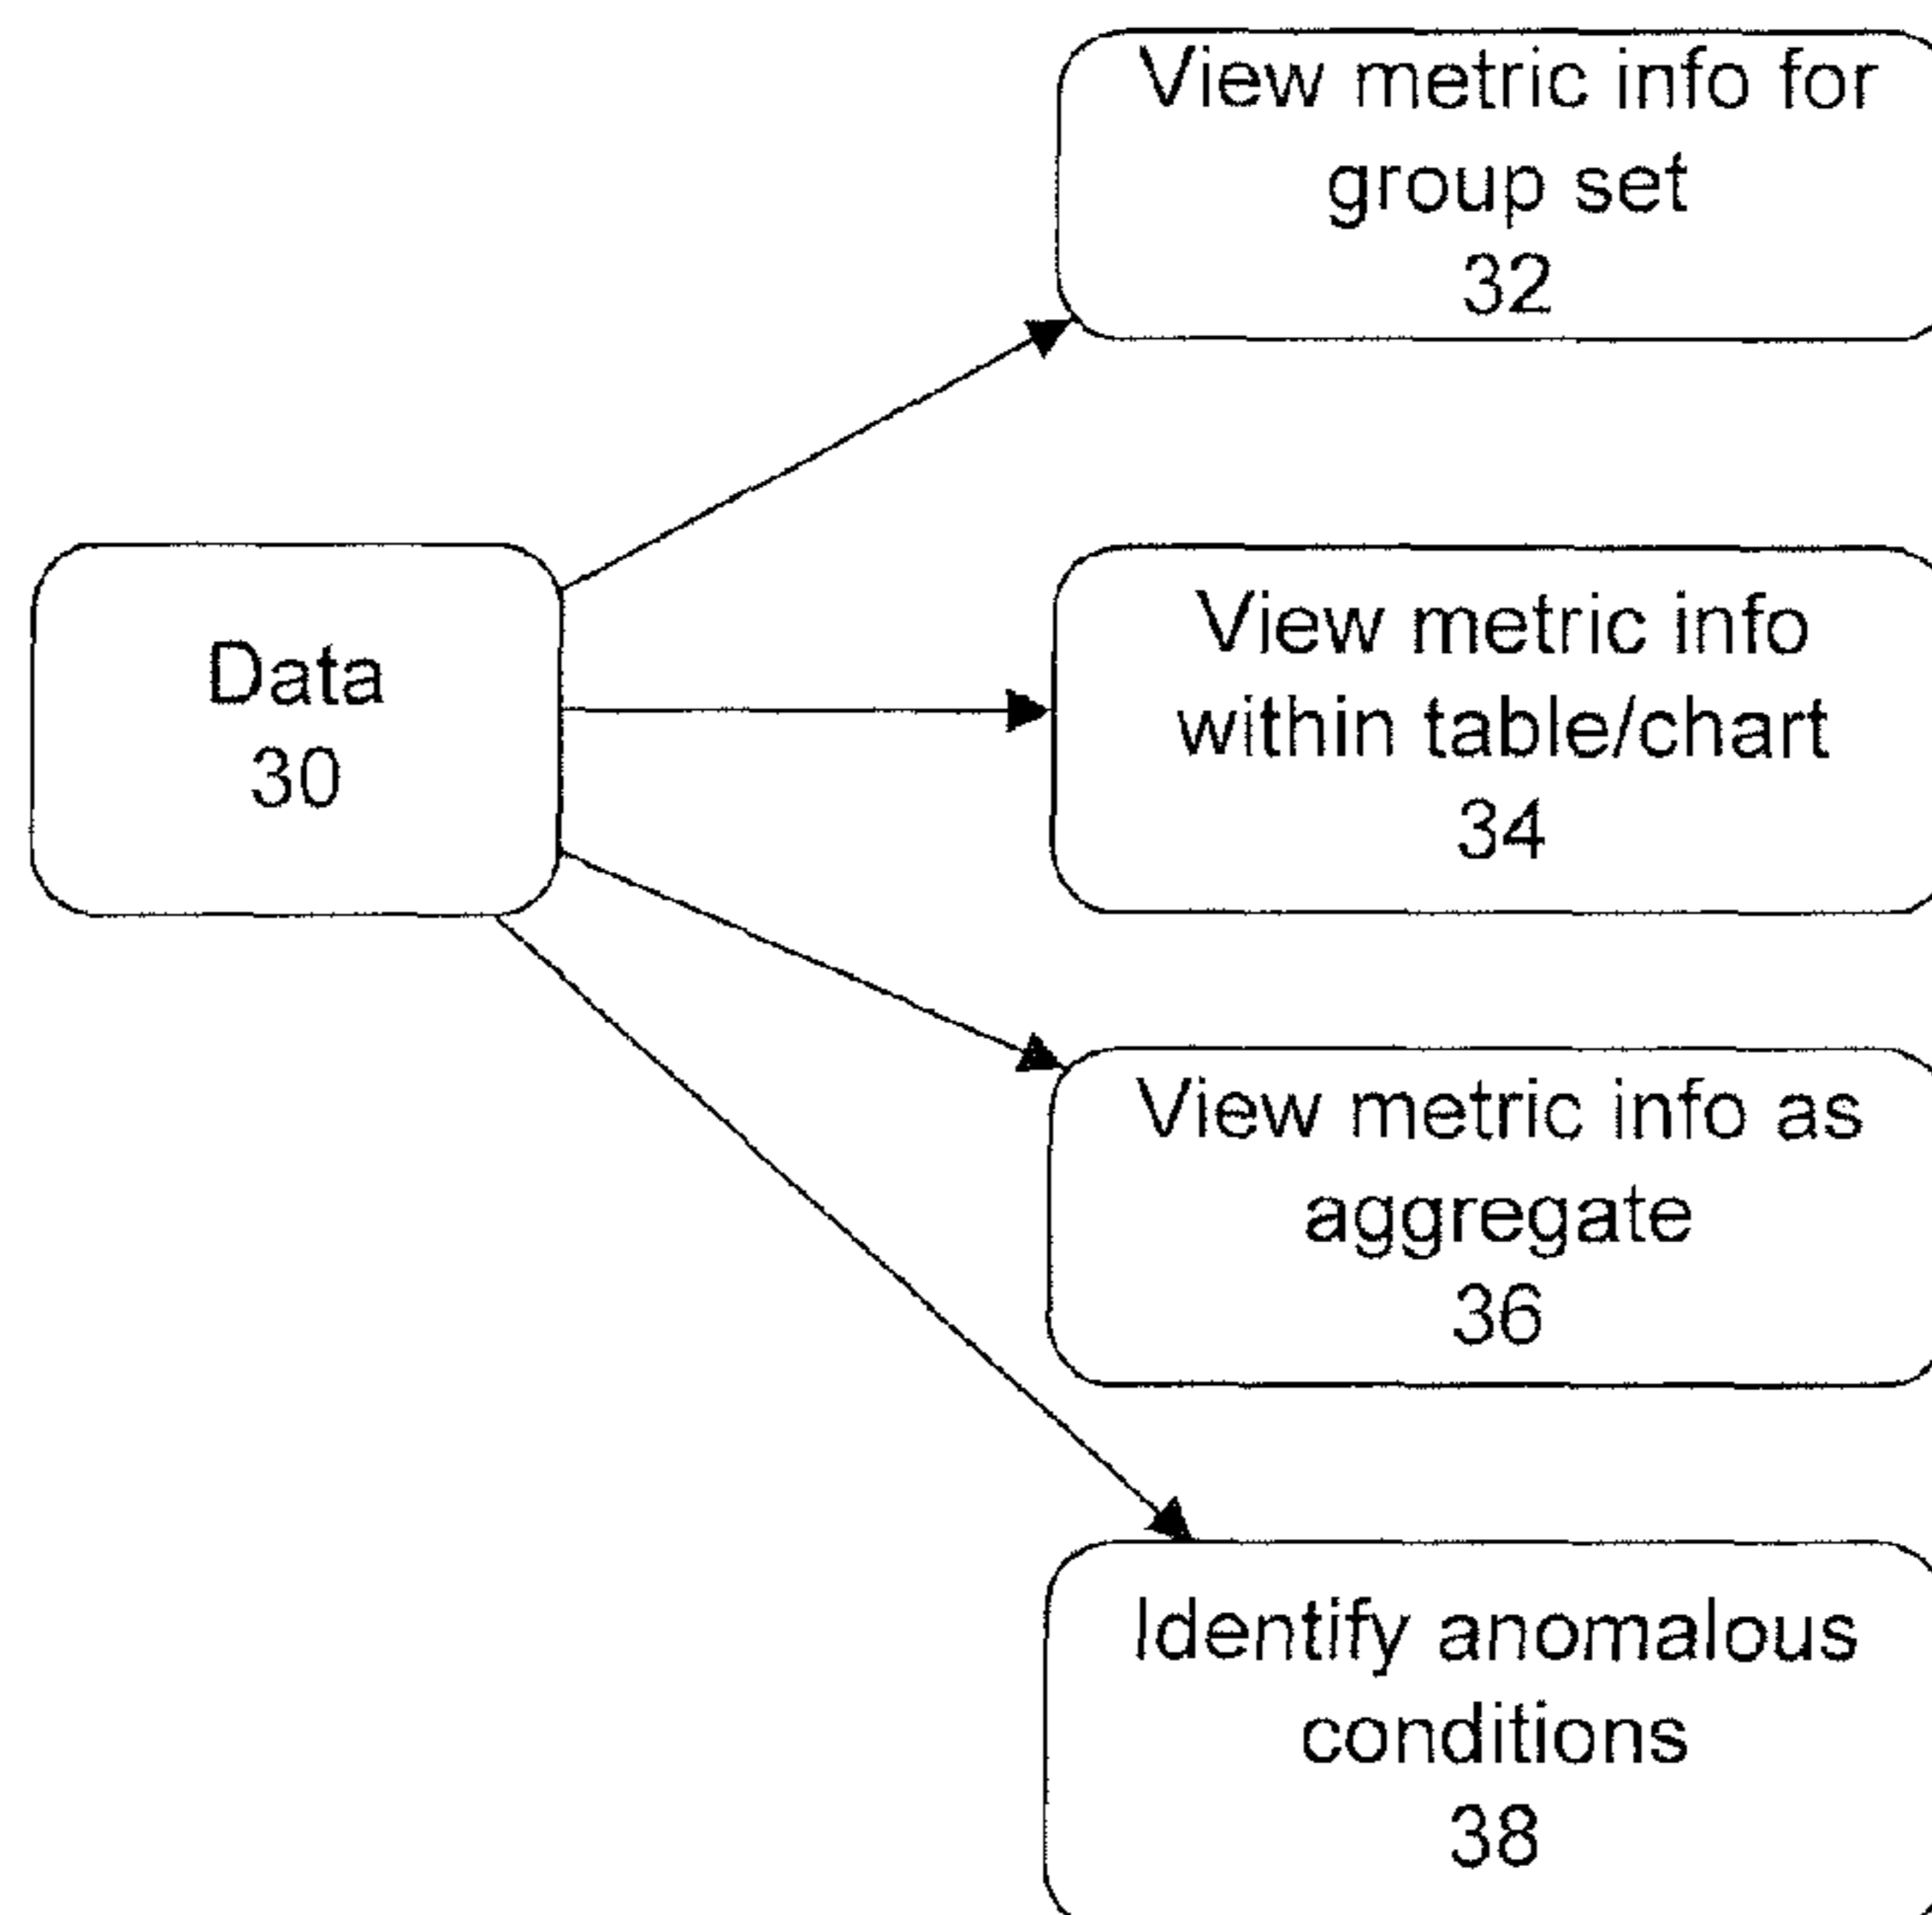 View metric info for
group set
32
Data
30
View metric info
within table/chart
34
View metric info as
aggregate
36
Identify anomalous
conditions
38